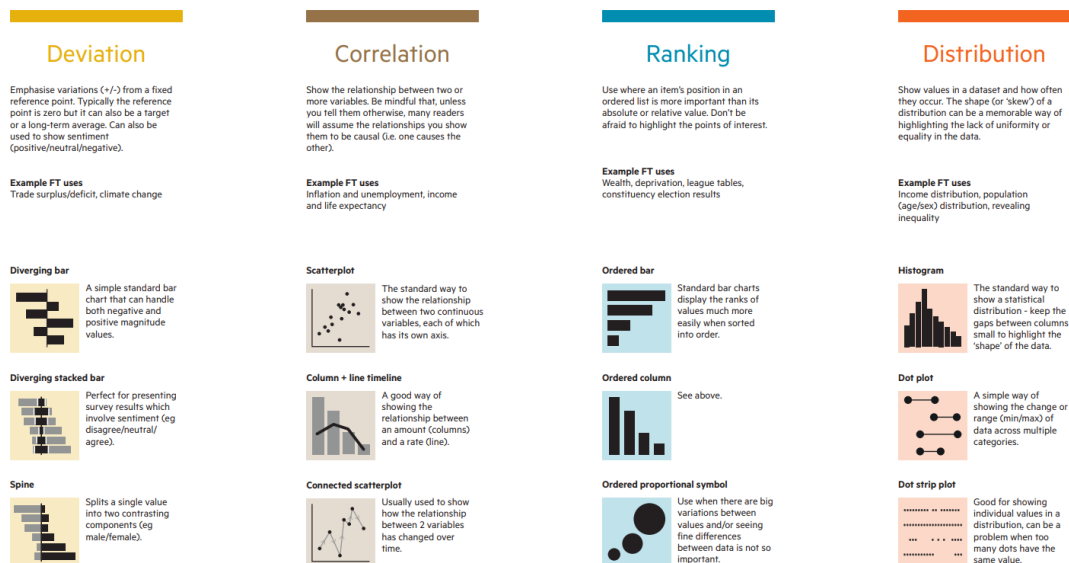 Deviation
Emphasise variations (+/-) from a fixed
reference point. Typically the reference
point is zero but it can also be a target
or a long-term average. Can also be
used to show sentiment
(positive/neutral/negative).
Example FT uses
Trade surplus/deficit, climate change
Diverging bar
A simple standard bar
chart that can handle
both negative and
positive magnitude
values.
Diverging stacked bar
Perfect for presenting
survey results which
involve sentiment (eg
disagree/neutral/
agree).
Spine
Splits a single value
into two contrasting
components (eg
male/female).
Correlation
Show the relationship between two or
more variables. Be mindful that, unless
you tell them otherwise, many readers
will assume the relationships you show
them to be causal (i.e. one causes the
other).
Example FT uses
Inflation and unemployment, income
and life expectancy
Scatterplot
The standard way to
show the relationship
between two continuous
variables, each of which
has its own axis.
Column + line timeline
A good way of
showing the
relationship between
an amount (columns)
and a rate (line).
Connected scatterplot
Usually used to show
how the relationship
between 2 variables
has changed over
time.
Ranking
Use where an item's position in an
ordered list is more important than its
absolute or relative value. Don't be
afraid to highlight the points of interest.
Example FT uses
Wealth, deprivation, league tables,
constituency election results
Ordered bar
Standard bar charts
display the ranks of
values much more
easily when sorted
into order.
Ordered column
See above.
Ordered proportional symbol
Use when there are big
variations between
values and/or seeing
fine differences
between data is not so
important.
Distribution
Show values in a dataset and how often
they occur. The shape (or 'skew') of a
distribution can be a memorable way of
highlighting the lack of uniformity or
equality in the data.
Example FT uses
Income distribution, population
(age/sex) distribution, revealing
inequality
Histogram
The standard way to
show a statistical
distribution - keep the
gaps between columns
small to highlight the
'shape' of the data.
Dot plot
A simple way of
showing the change or
range (min/max) of
data across multiple
categories.
Dot strip plot
Good for showing
individual values in a
distribution, can be a
problem when too
many dots have the
same value.